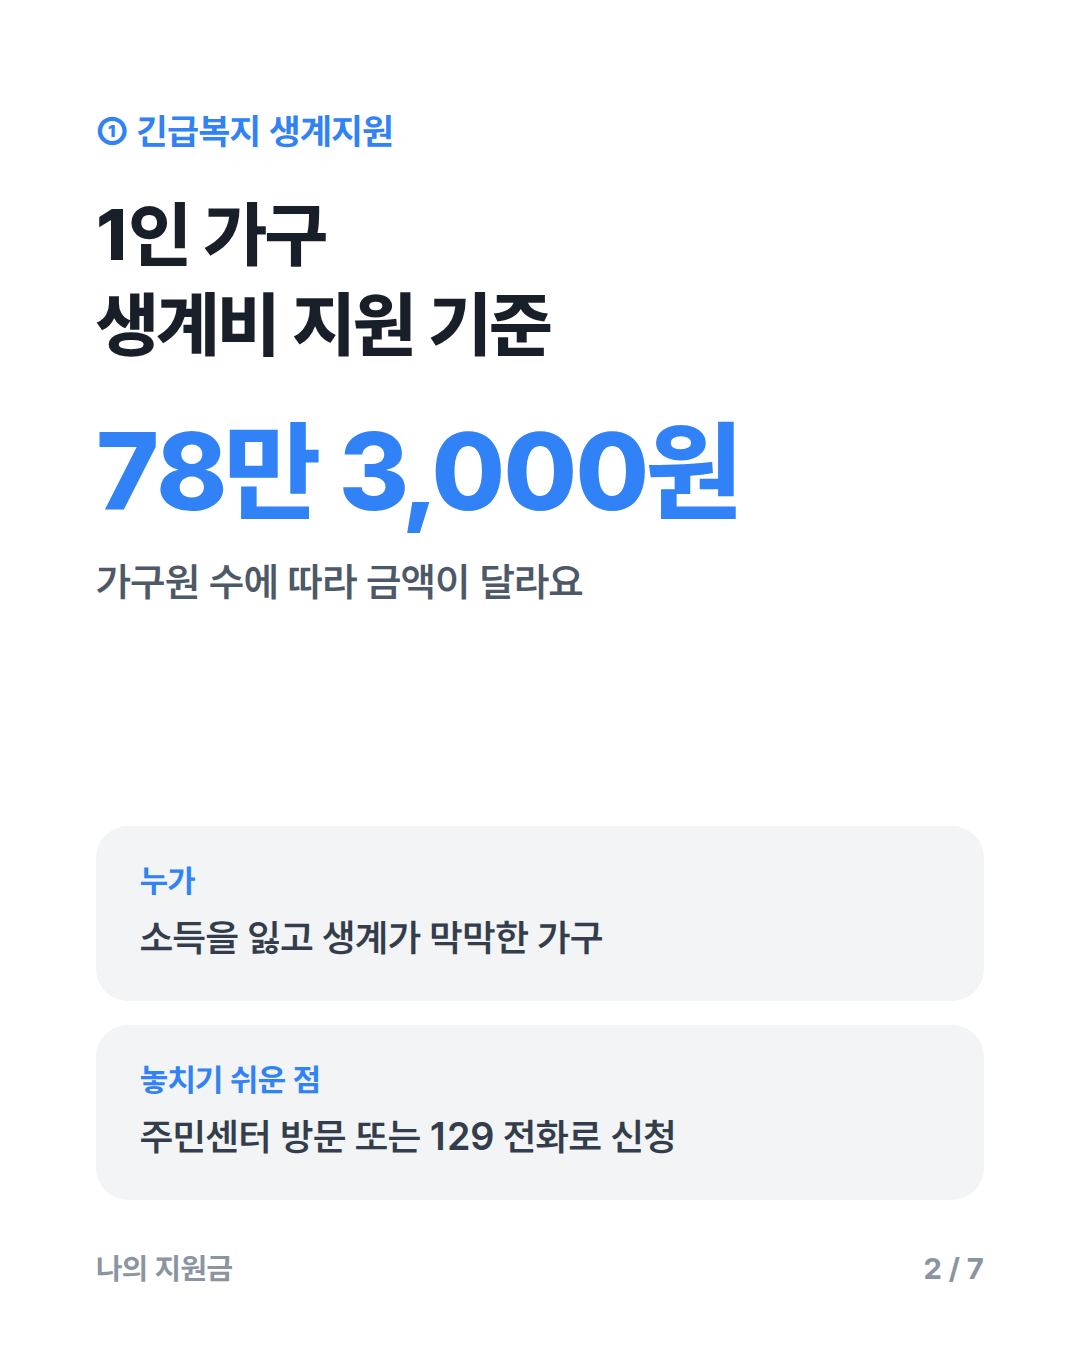 ① 긴급복지 생계지원
1인 가구
생계비 지원 기준
78만 3,000원
가구원 수에 따라 금액이 달라요
누가
소득을 잃고 생계가 막막한 가구
놓치기 쉬운 점
주민센터 방문 또는 129 전화로 신청
나의 지원금
2 / 7